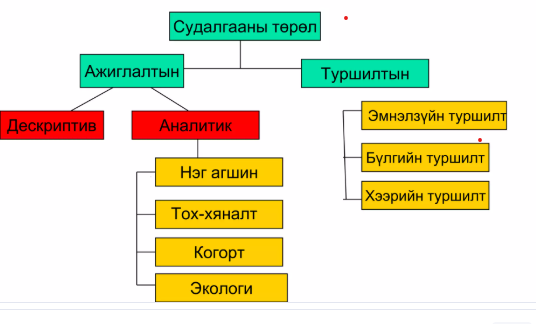 Судалгааны төрөл
Ажиглалтын
Туршилтын
Дескриптив
Аналитик
Нэг агшин
Тох-хяналт
Когорт
Экологи
Эмнэлзүйн туршилт
Бүлгийн туршилт
Хээрийн туршилт